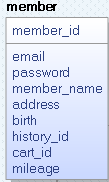 member
member_id
email
password
member_name
address
birth
history_id
cart_id
mileage